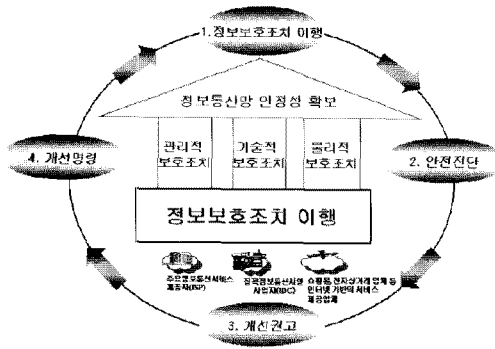 1.정보보호조치 이행
정보통신망 안정성 확보
관리적
보호조치
기술적
보호조치
물리적
보호조치
4. 개선명령
2. 안전진단
정보보호조치 이행
주요정보통신서비스
제공자(ISP)
집적정보통신시설
사업자(IDC)
쇼핑몰,전자상거래 업체 등
인터넷 기반의 서비스
제공업체
3. 개선권고